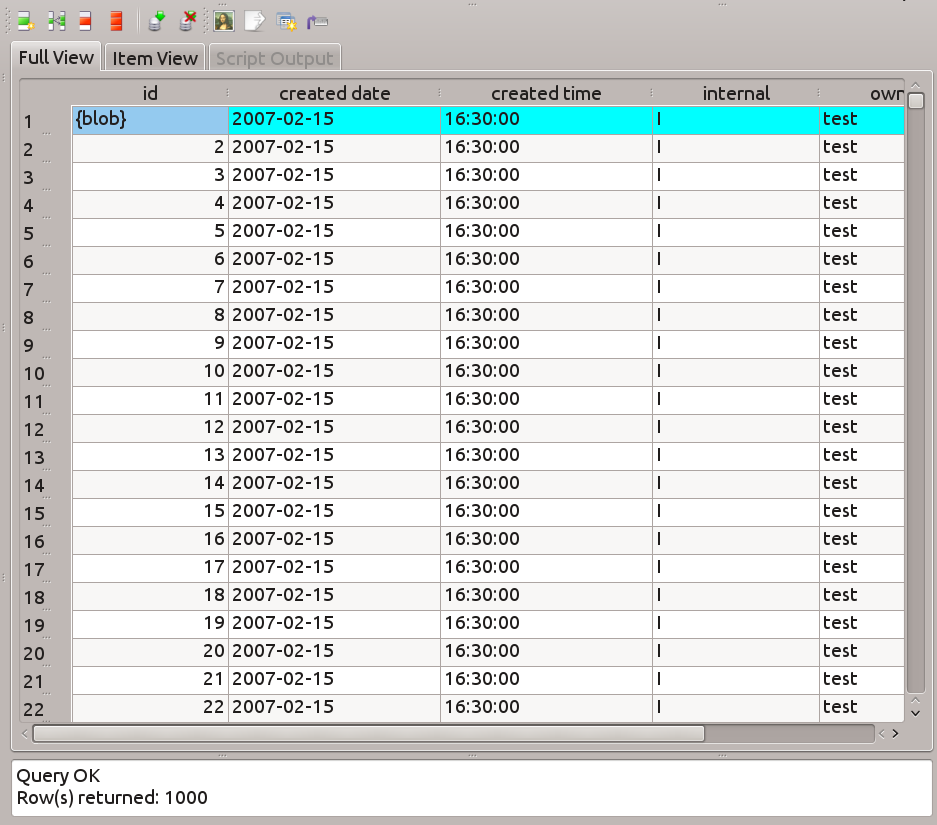 Full View Item View Script Output
id created date created time internal owr
1 {blob} 2007-02-15 16:30:00 I test
2 2 2007-02-15 16:30:00 I test
3 3 2007-02-15 16:30:00 I test
4 4 2007-02-15 16:30:00 I test
5 5 2007-02-15 16:30:00 I test
6 6 2007-02-15 16:30:00 I test
7 7 2007-02-15 16:30:00 I test
8 8 2007-02-15 16:30:00 I test
9 9 2007-02-15 16:30:00 I test
10 10 2007-02-15 16:30:00 I test
11 11 2007-02-15 16:30:00 I test
12 12 2007-02-15 16:30:00 I test
13 13 2007-02-15 16:30:00 I test
14 14 2007-02-15 16:30:00 I test
15 15 2007-02-15 16:30:00 I test
16 16 2007-02-15 16:30:00 I test
17 17 2007-02-15 16:30:00 I test
18 18 2007-02-15 16:30:00 I test
19 19 2007-02-15 16:30:00 I test
20 20 2007-02-15 16:30:00 I test
21 21 2007-02-15 16:30:00 I test
22 22 2007-02-15 16:30:00 I test
Query OK
Row(s) returned: 1000